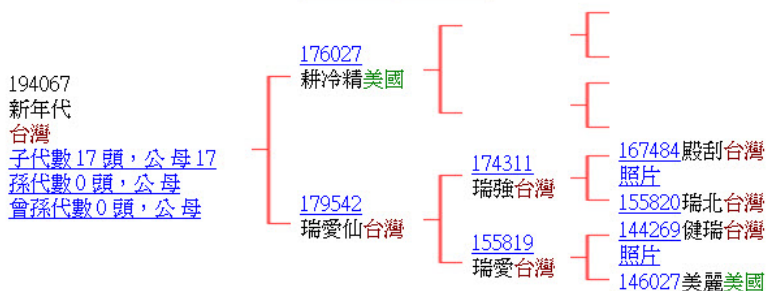 194067
新年代
台灣
子代數 17 頭，公 母 17
孫代數 0 頭，公 母
曾孫代數 0 頭，公 母
176027
耕冷精美國
179542
瑞愛仙台灣
174311
瑞強台灣
155819
瑞愛台灣
167484殿刮台灣
照片
155820瑞北台灣
144269健瑞台灣
照片
146027美麗美國